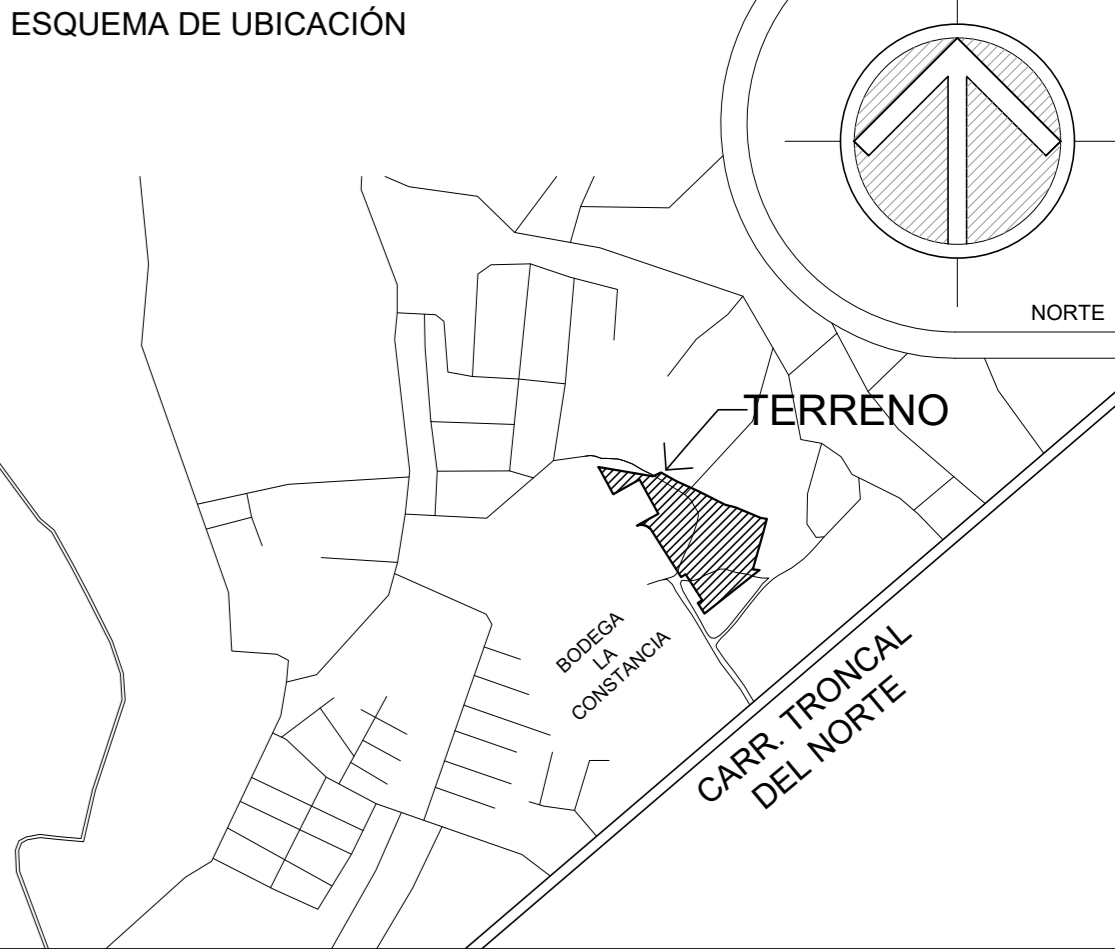 ESQUEMA DE UBICACIÓN
NORTE
TERRENO
BODEGA
LA
CONSTANCIA
CARR. TRONCAL
DEL NORTE